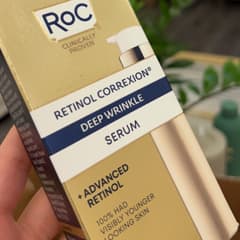 RoC
CLINICALLY
PROVEN
RETINOL CORREXION®
DEEP WRINKLE
SERUM
+ ADVANCED
RETINOL
100% HAD
VISIBLY YOUNGER
LOOKING SKIN